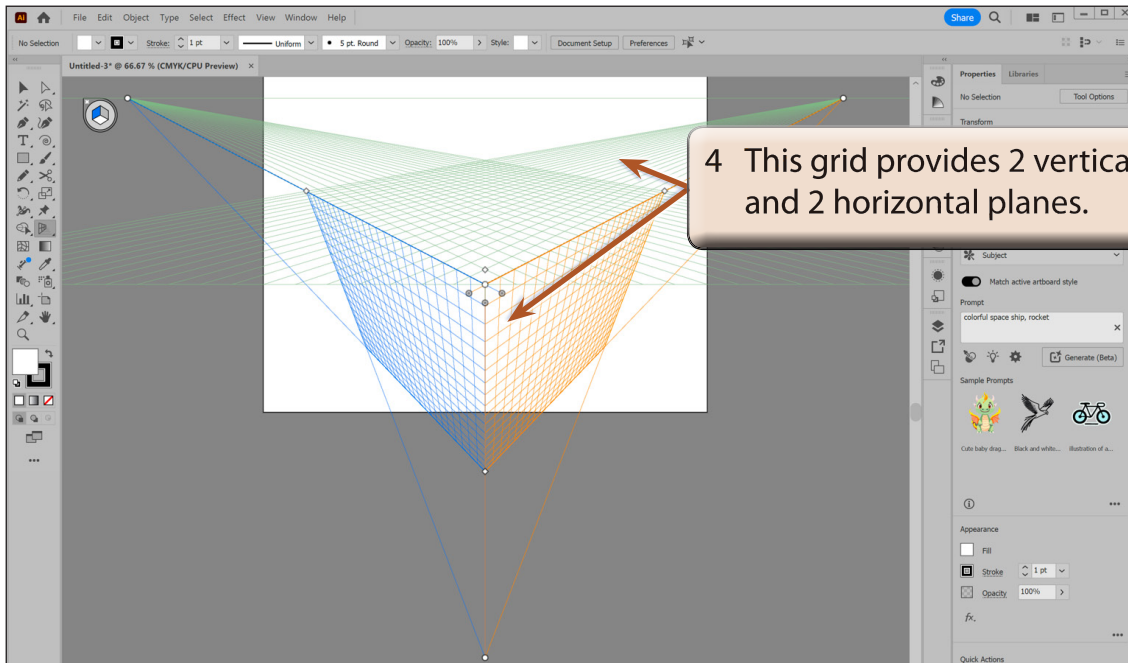 Ai File Edit Object Type Select Effect View Window Help Share
No Selection Stroke: 1 pt Uniform 5 pt. Round Opacity: 100% Style: Document Setup Preferences
Untitled-3* @ 66.67 % (CMYK/CPU Preview) ×
Properties Libraries
No Selection Tool Options
Transform
4 This grid provides 2 vertica
and 2 horizontal planes.
Subject
Match active artboard style
Prompt
colorful space ship, rocket
Generate (Beta)
Sample Prompts
Cute baby drag... Black and white... illustration of a...
Appearance
Fill
Stroke 1 pt
Opacity 100%
fx.
Quick Actions